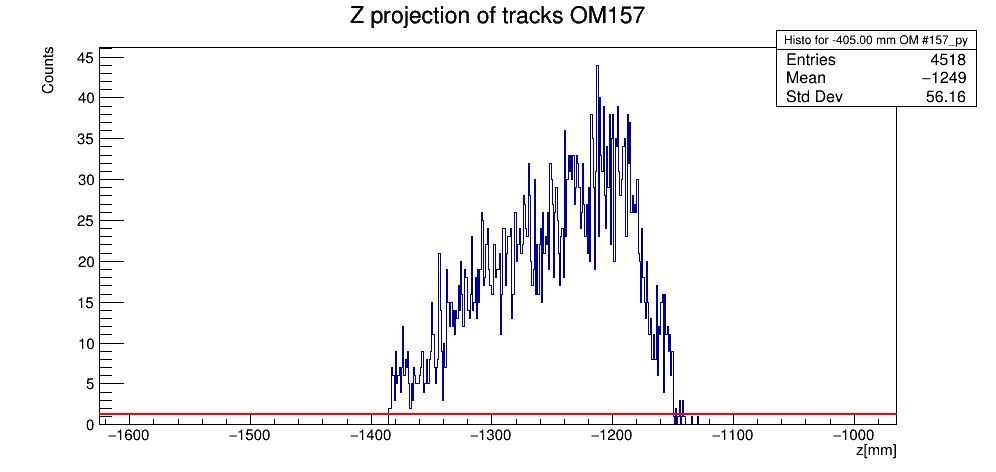 Z projection of tracks OM157
Histo for -405.00 mm OM #157_py
Entries 4518
Mean −1249
Std Dev 56.16
Counts
45
40
35
30
25
20
15
10
5
0
−1600 −1500 −1400 −1300 −1200 −1100 −1000
z[mm]